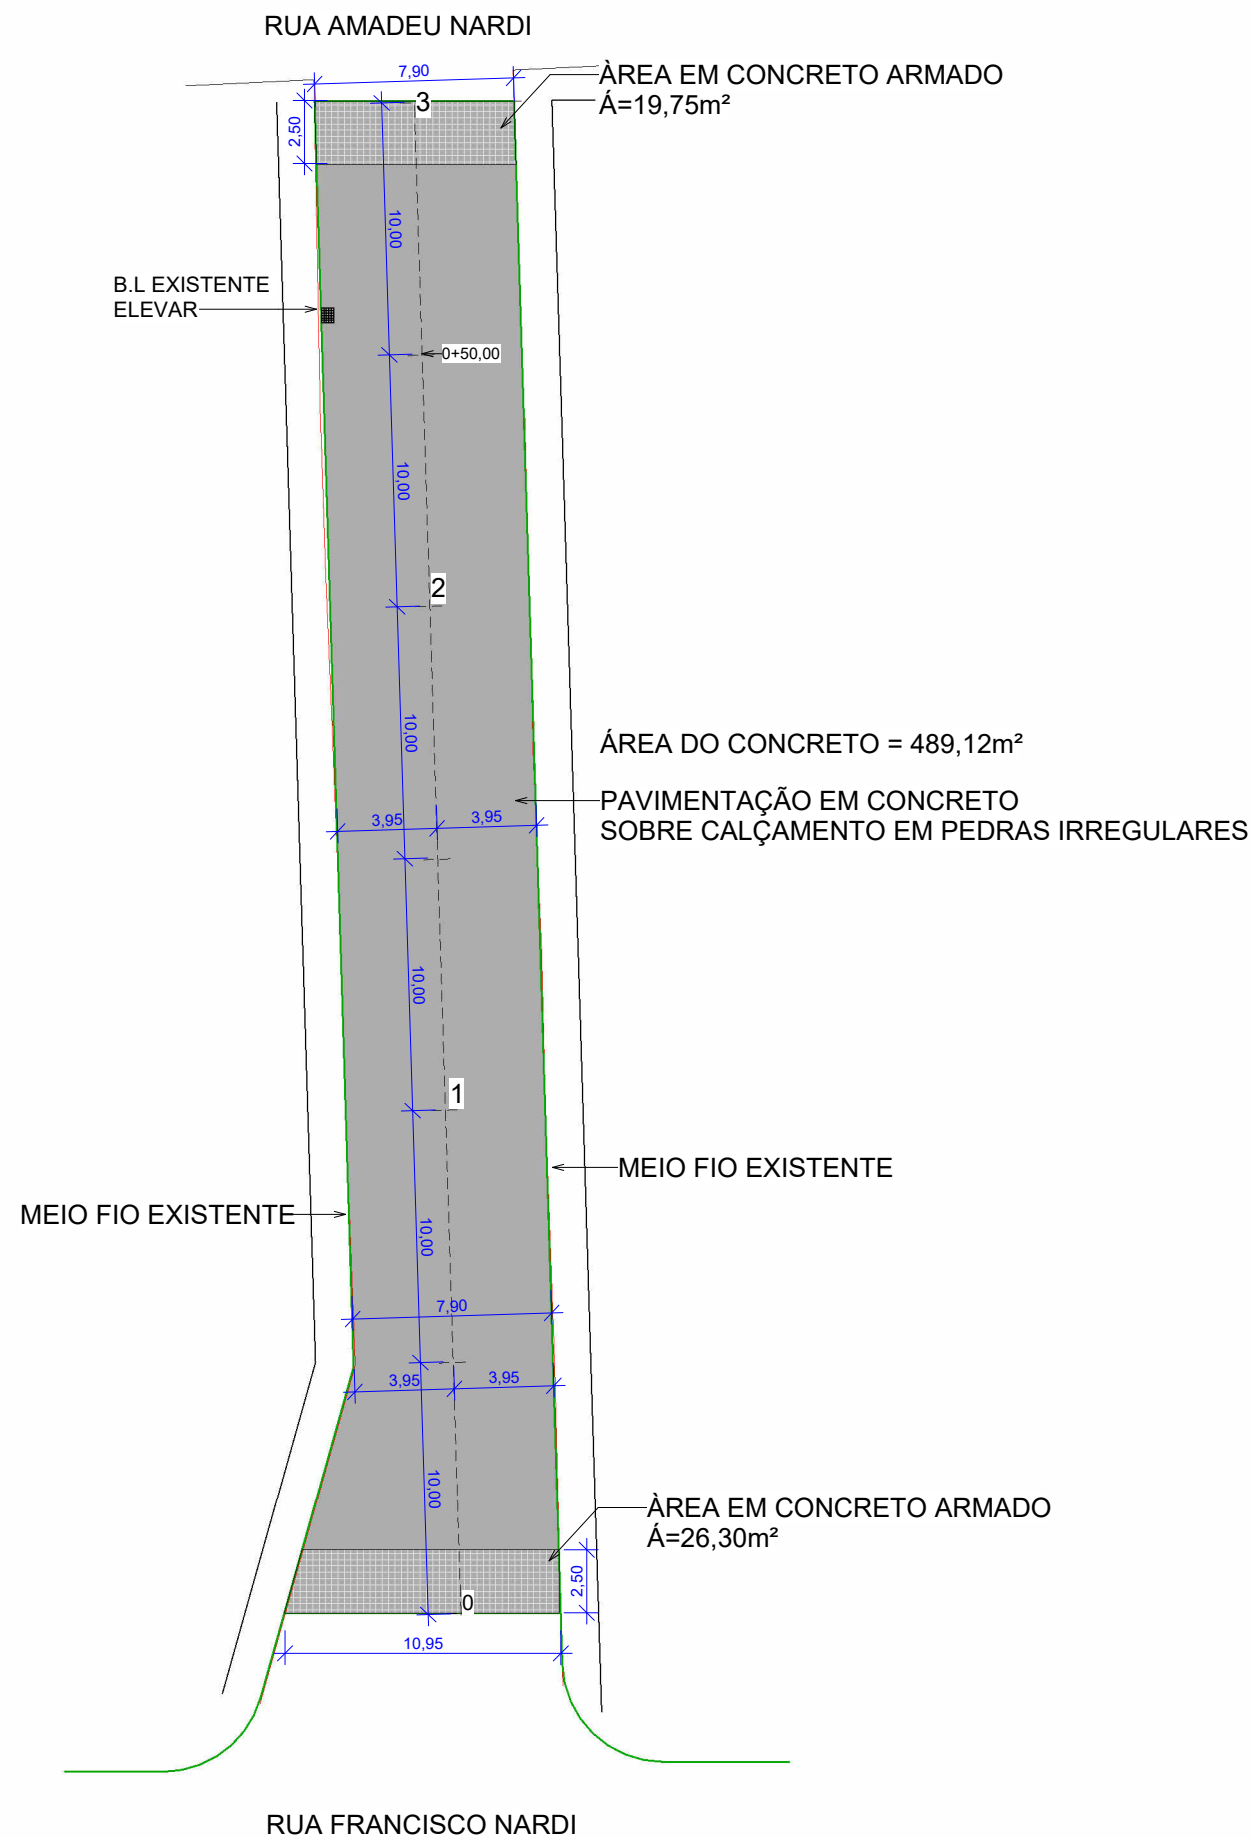 RUA AMADEU NARDI
7,90
ÀREA EM CONCRETO ARMADO
Á=19,75m²
3
2,50
10,00
B.L EXISTENTE
ELEVAR
0+50,00
10,00
2
10,00
ÁREA DO CONCRETO = 489,12m²
PAVIMENTAÇÃO EM CONCRETO
SOBRE CALÇAMENTO EM PEDRAS IRREGULARES
3,95
3,95
10,00
1
MEIO FIO EXISTENTE
MEIO FIO EXISTENTE
10,00
7,90
3,95
3,95
10,00
ÀREA EM CONCRETO ARMADO
Á=26,30m²
2,50
0
10,95
RUA FRANCISCO NARDI